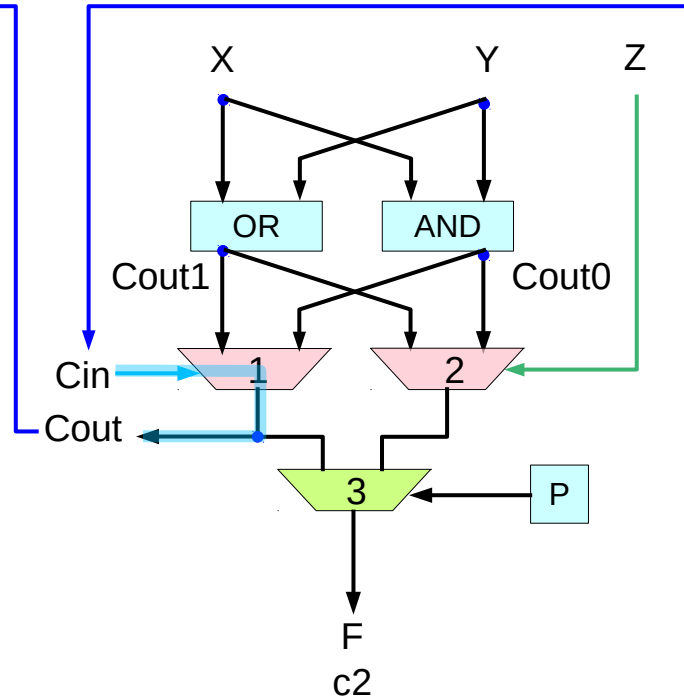 X Y Z
OR AND
Cout1 Cout0
Cin 1 2
Cout
3 P
F
c2